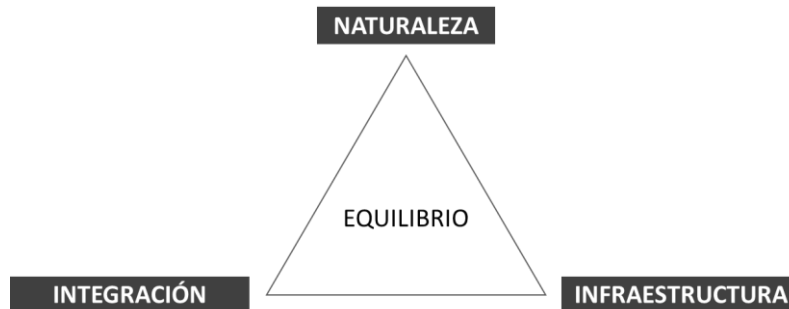 NATURALEZA
EQUILIBRIO
INTEGRACIÓN
INFRAESTRUCTURA